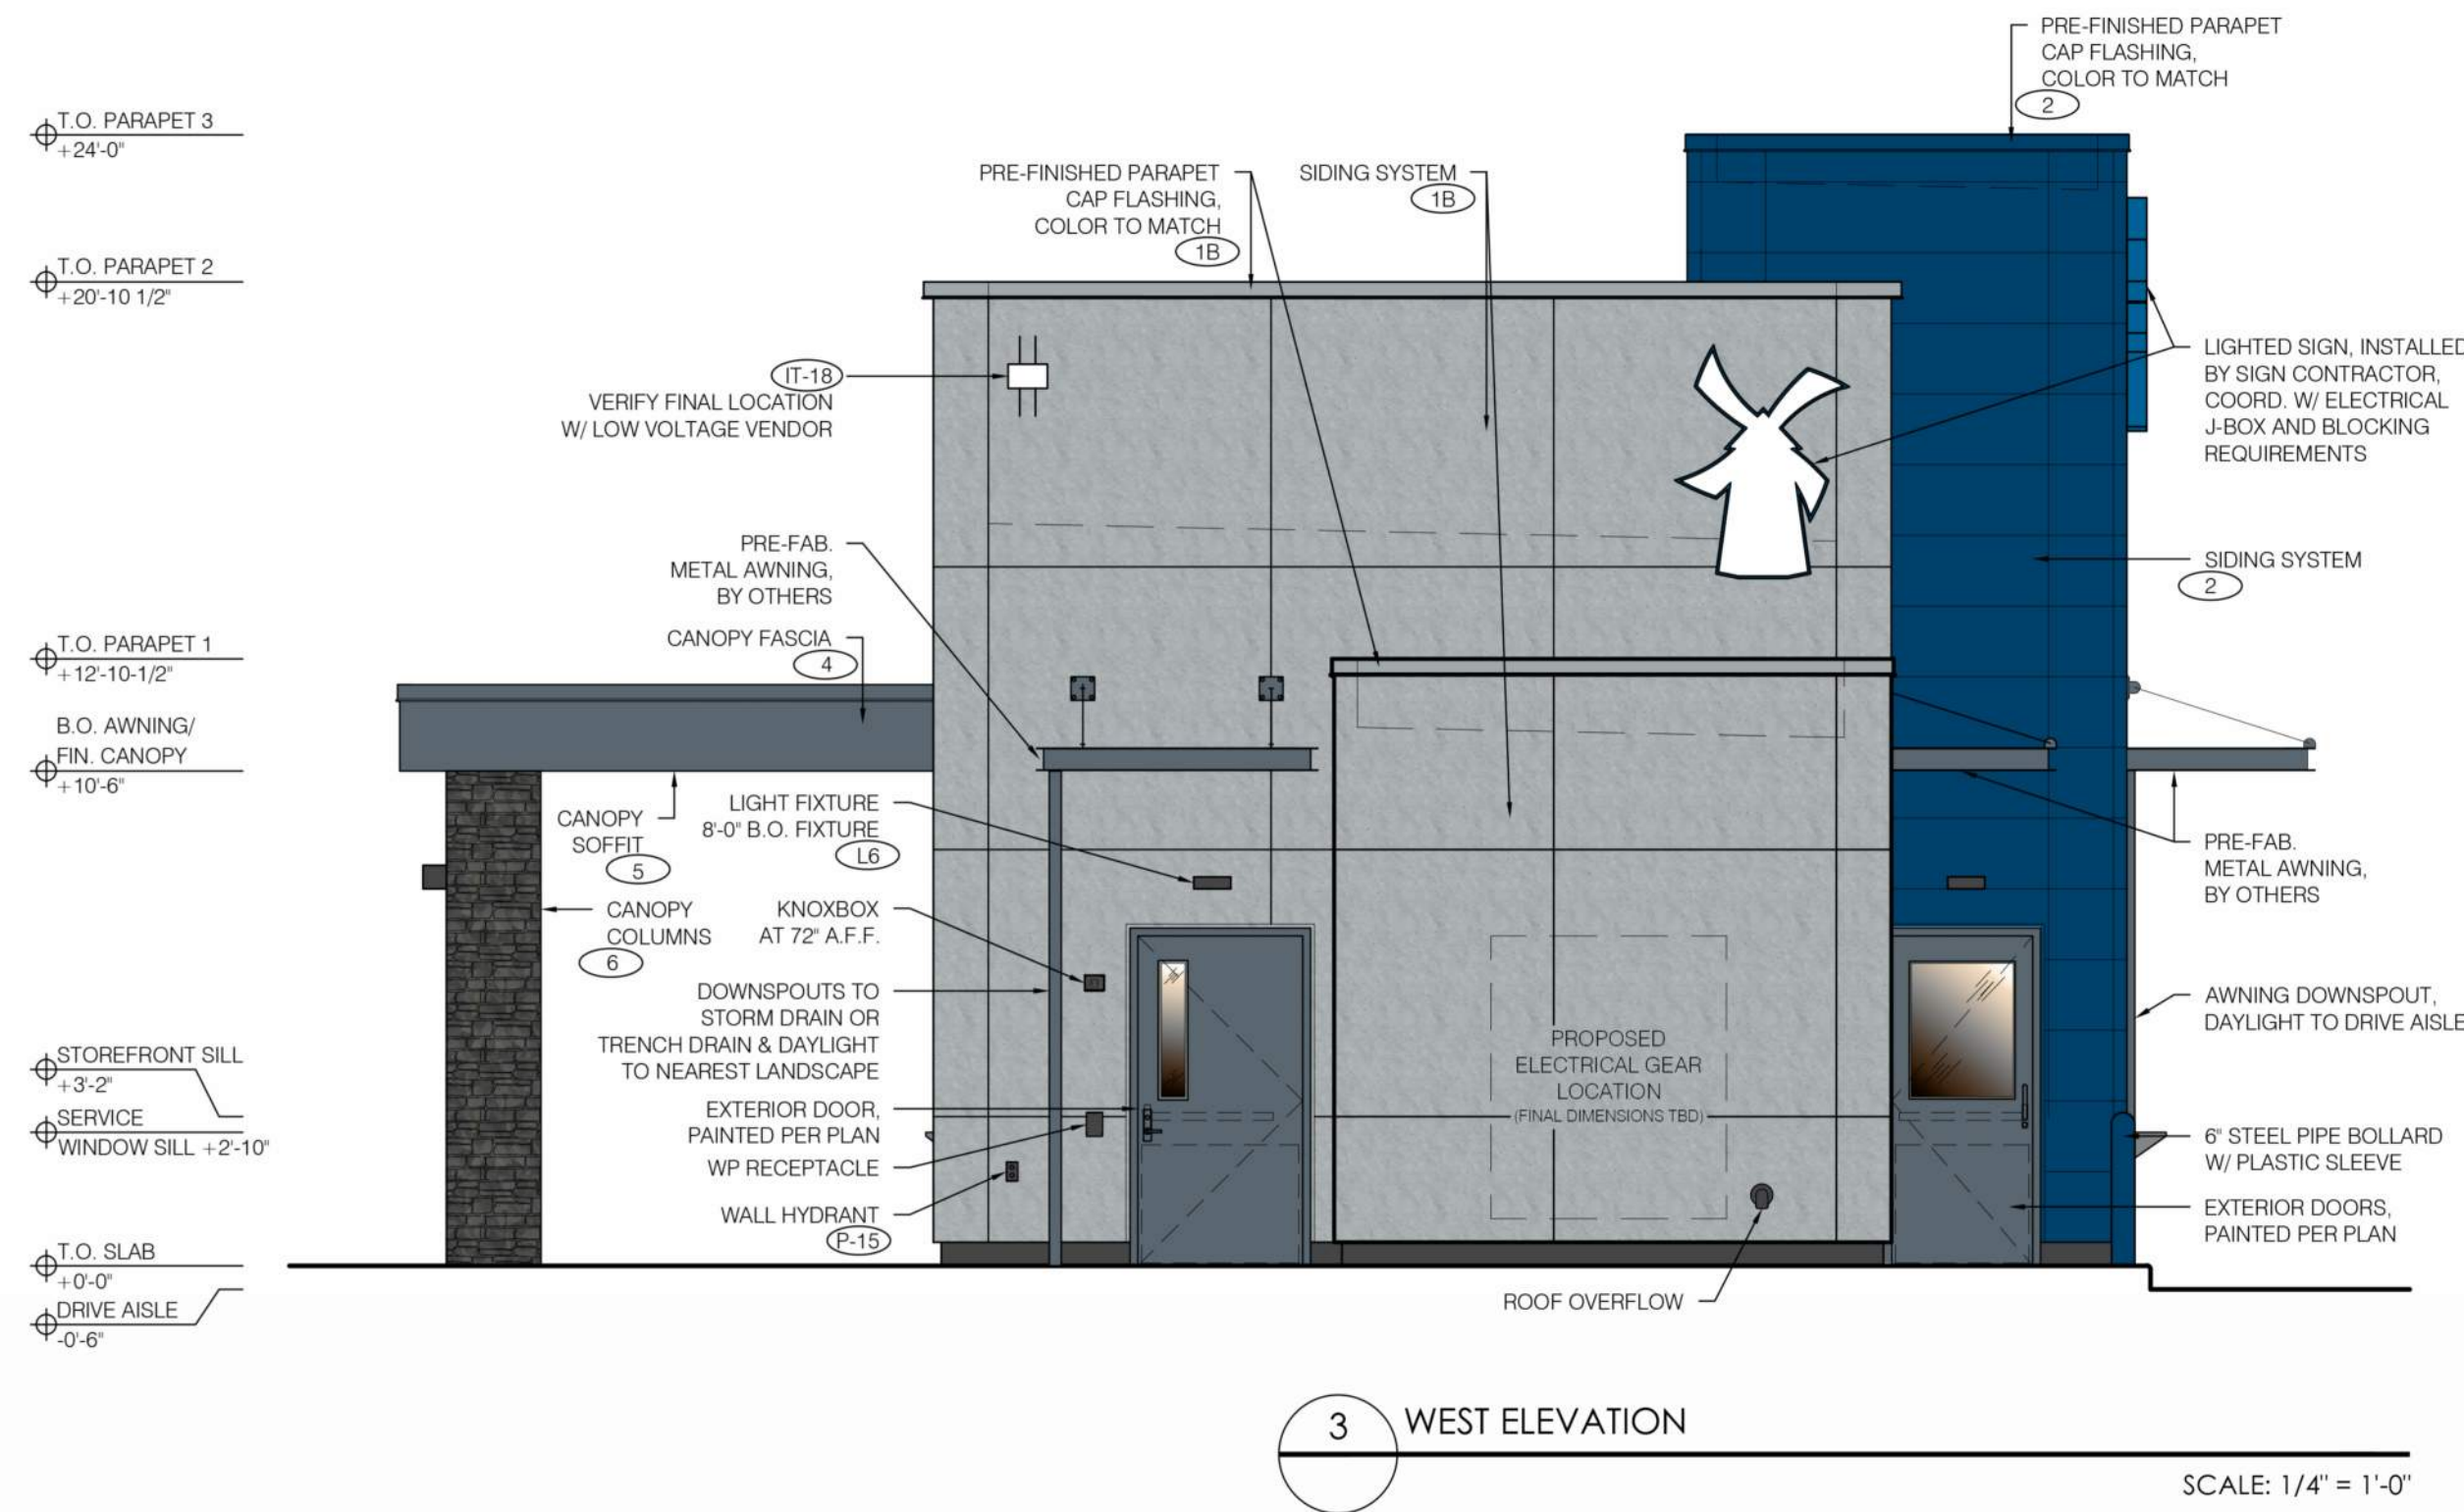 T.O. PARAPET 3
+24'-0"
T.O. PARAPET 2
+20'-10 1/2"
T.O. PARAPET 1
+12'-10-1/2"
B.O. AWNING/
FIN. CANOPY
+10'-6"
STOREFRONT SILL
+3'-2"
SERVICE
WINDOW SILL +2'-10"
T.O. SLAB
+0'-0"
DRIVE AISLE
-0'-6"
PRE-FINISHED PARAPET
CAP FLASHING,
COLOR TO MATCH
1B
SIDING SYSTEM
1B
PRE-FINISHED PARAPET
CAP FLASHING,
COLOR TO MATCH
2
IT-18
VERIFY FINAL LOCATION
W/ LOW VOLTAGE VENDOR
PRE-FAB.
METAL AWNING,
BY OTHERS
CANOPY FASCIA
4
CANOPY
SOFFIT
5
LIGHT FIXTURE
8'-0" B.O. FIXTURE
L6
CANOPY
COLUMNS
6
KNOXBOX
AT 72" A.F.F.
DOWNSPOUTS TO
STORM DRAIN OR
TRENCH DRAIN & DAYLIGHT
TO NEAREST LANDSCAPE
EXTERIOR DOOR,
PAINTED PER PLAN
WP RECEPTACLE
WALL HYDRANT
P-15
PROPOSED
ELECTRICAL GEAR
LOCATION
(FINAL DIMENSIONS TBD)
ROOF OVERFLOW
LIGHTED SIGN, INSTALLED
BY SIGN CONTRACTOR,
COORD. W/ ELECTRICAL
J-BOX AND BLOCKING
REQUIREMENTS
SIDING SYSTEM
2
PRE-FAB.
METAL AWNING,
BY OTHERS
AWNING DOWNSPOUT,
DAYLIGHT TO DRIVE AISLE
6" STEEL PIPE BOLLARD
W/ PLASTIC SLEEVE
EXTERIOR DOORS,
PAINTED PER PLAN
3
WEST ELEVATION
SCALE: 1/4" = 1'-0"